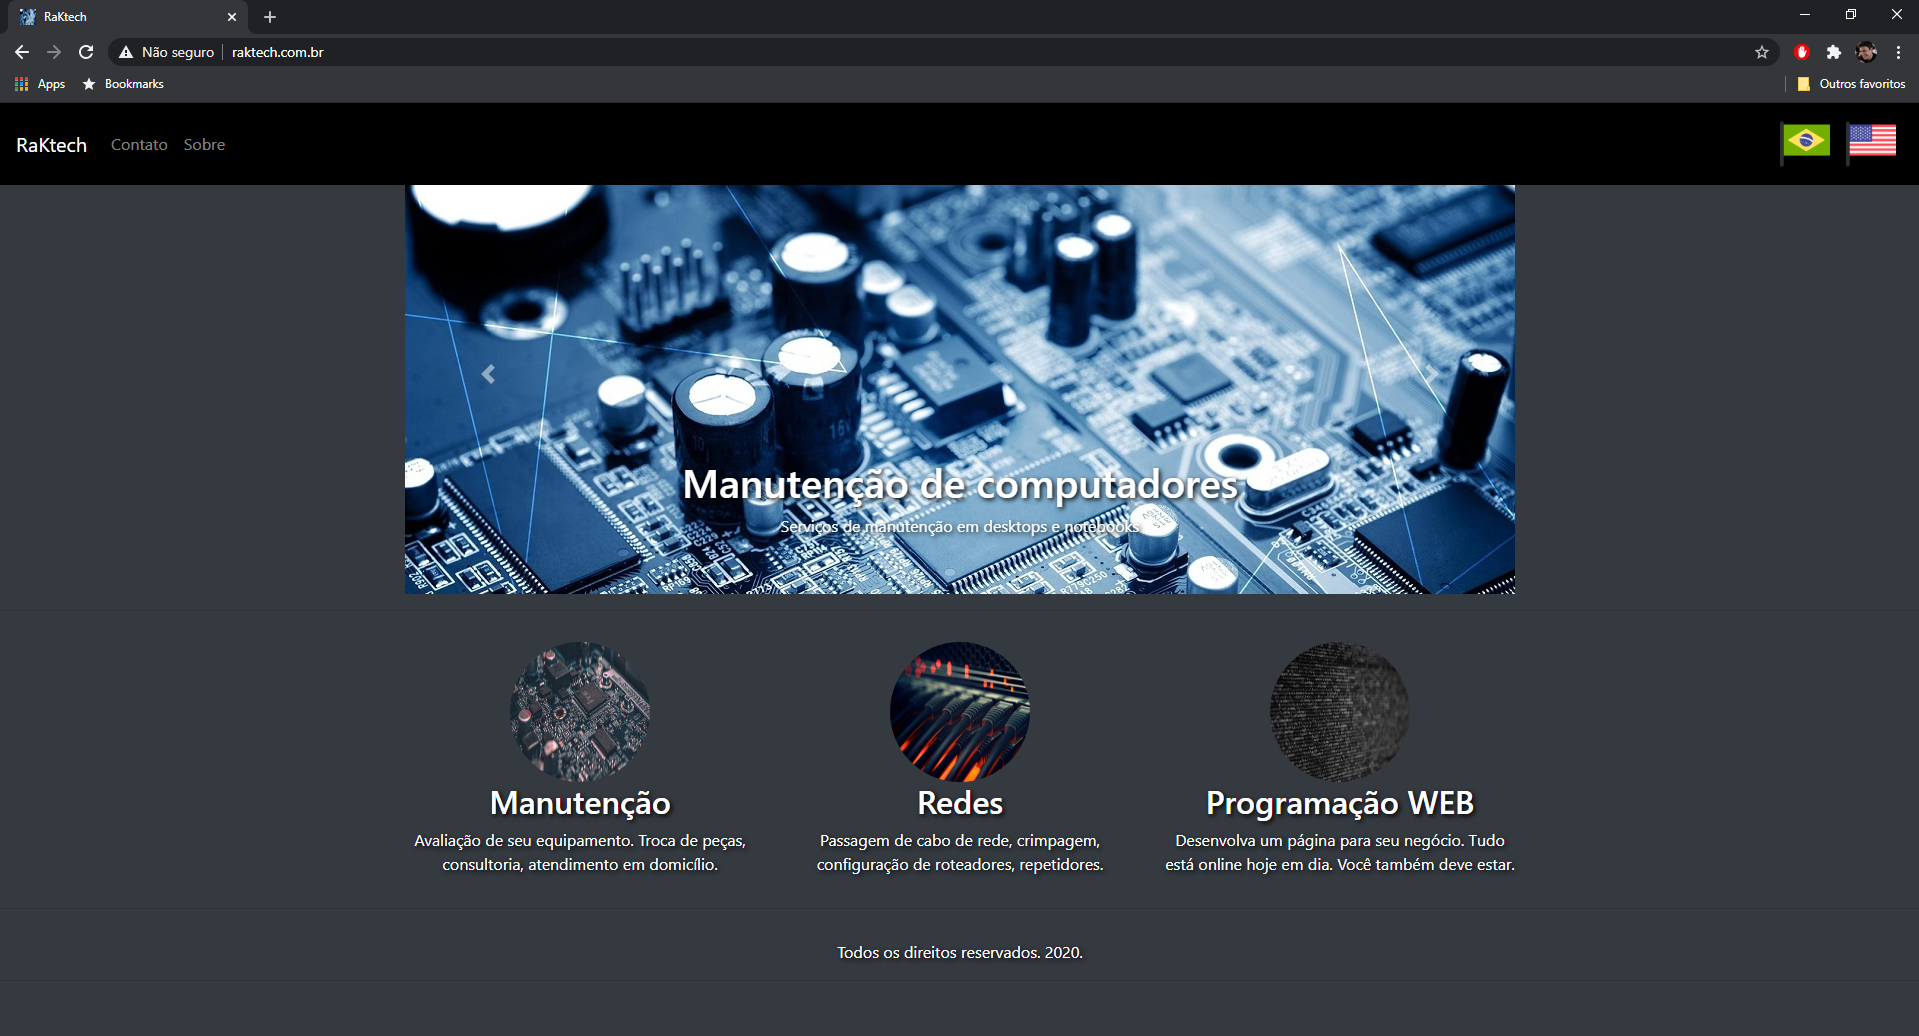 RaKtech
Não seguro
raktech.com.br
Apps
Bookmarks
Outros favoritos
RaKtech
Contato
Sobre
Manutenção de computadores
Serviços de manutenção em desktops e notebooks
Manutenção
Avaliação de seu equipamento. Troca de peças,
consultoria, atendimento em domicílio.
Redes
Passagem de cabo de rede, crimpagem,
configuração de roteadores, repetidores.
Programação WEB
Desenvolva um página para seu negócio. Tudo
está online hoje em dia. Você também deve estar.
Todos os direitos reservados. 2020.